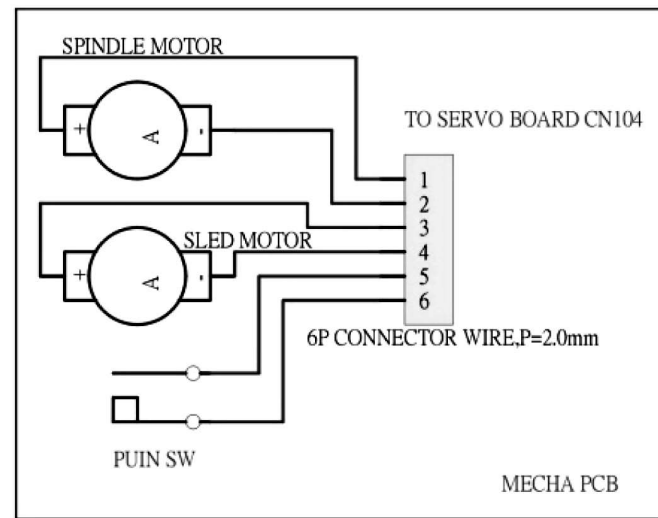 SPINDLE MOTOR
+
A
-
TO SERVO BOARD CN104
1
2
3
4
5
6
SLED MOTOR
+
A
-
6P CONNECTOR WIRE,P=2.0mm
PUIN SW
MECHA PCB